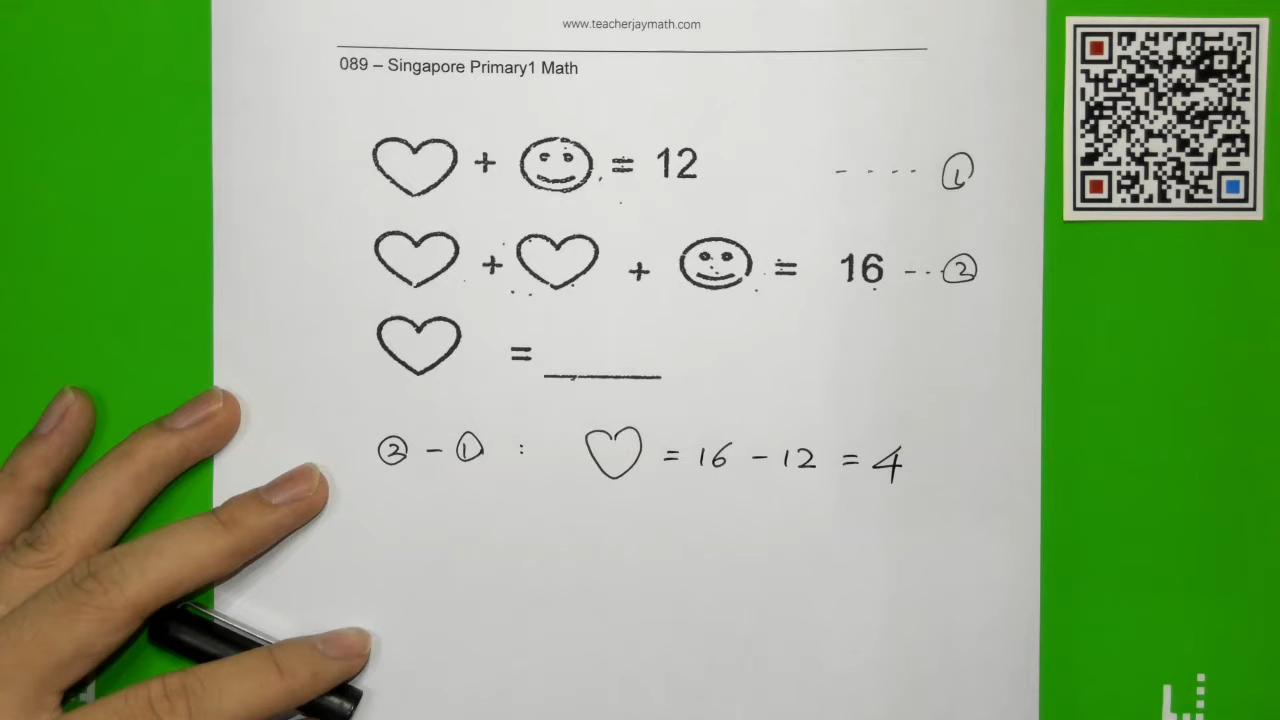 www.teacherjaymath.com
089 – Singapore Primary1 Math
♡ + ☺ = 12 ---- ①
♡ + ♡ + ☺ = 16 --- ②
♡ = ______
② - ① : ♡ = 16 - 12 = 4